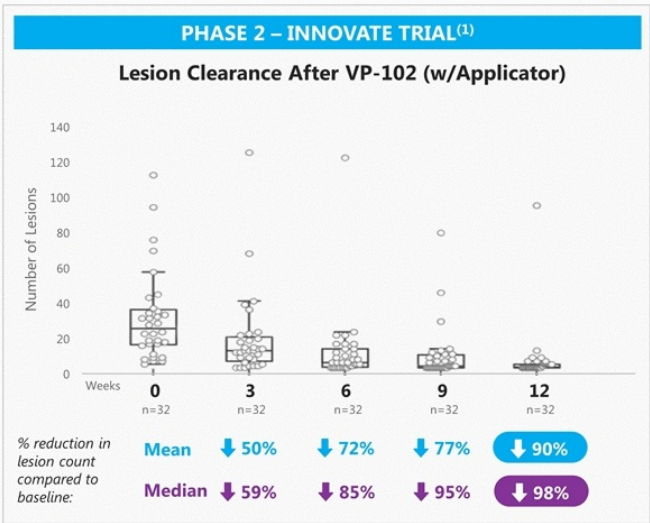 PHASE 2 – INNOVATE TRIAL(1)
Lesion Clearance After VP-102 (w/Applicator)
Number of Lesions
140
120
100
80
60
40
20
0
Weeks 0 3 6 9 12
n=32 n=32 n=32 n=32 n=32
% reduction in
lesion count
compared to
baseline:
Mean 50% 72% 77% 90%
Median 59% 85% 95% 98%